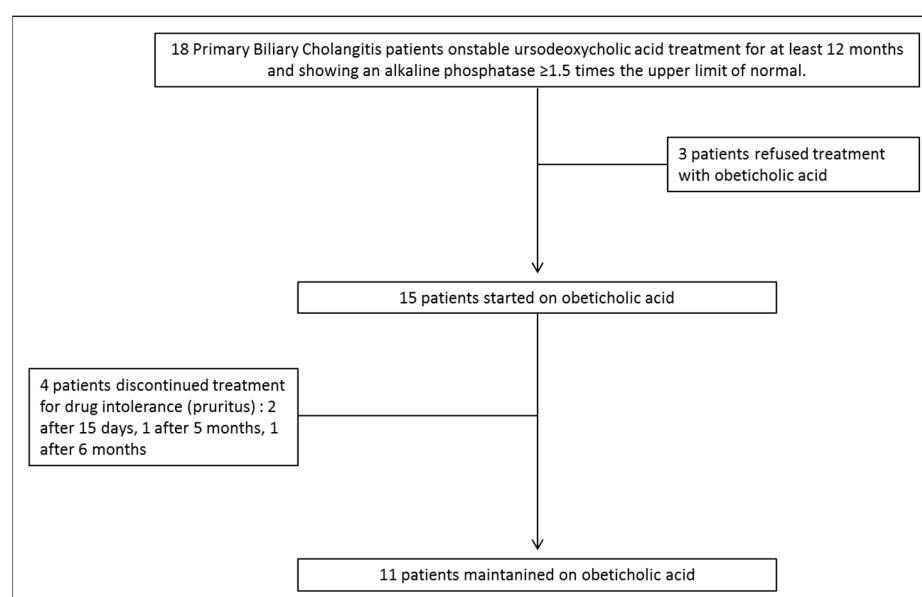 18 Primary Biliary Cholangitis patients onstable ursodeoxycholic acid treatment for at least 12 months
and showing an alkaline phosphatase ≥1.5 times the upper limit of normal.
3 patients refused treatment
with obeticholic acid
15 patients started on obeticholic acid
4 patients discontinued treatment
for drug intolerance (pruritus) : 2
after 15 days, 1 after 5 months, 1
after 6 months
11 patients maintanined on obeticholic acid